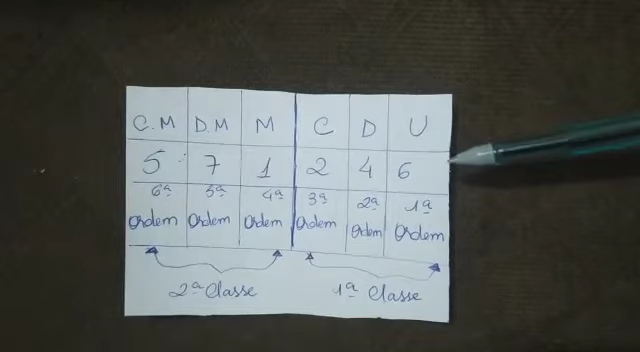 C.M D.M M C D U
5 7 1 2 4 6
6ª 5ª 4ª 3ª 2ª 1ª
Ordem Ordem Ordem Ordem Ordem Ordem
2ª Classe 1ª Classe